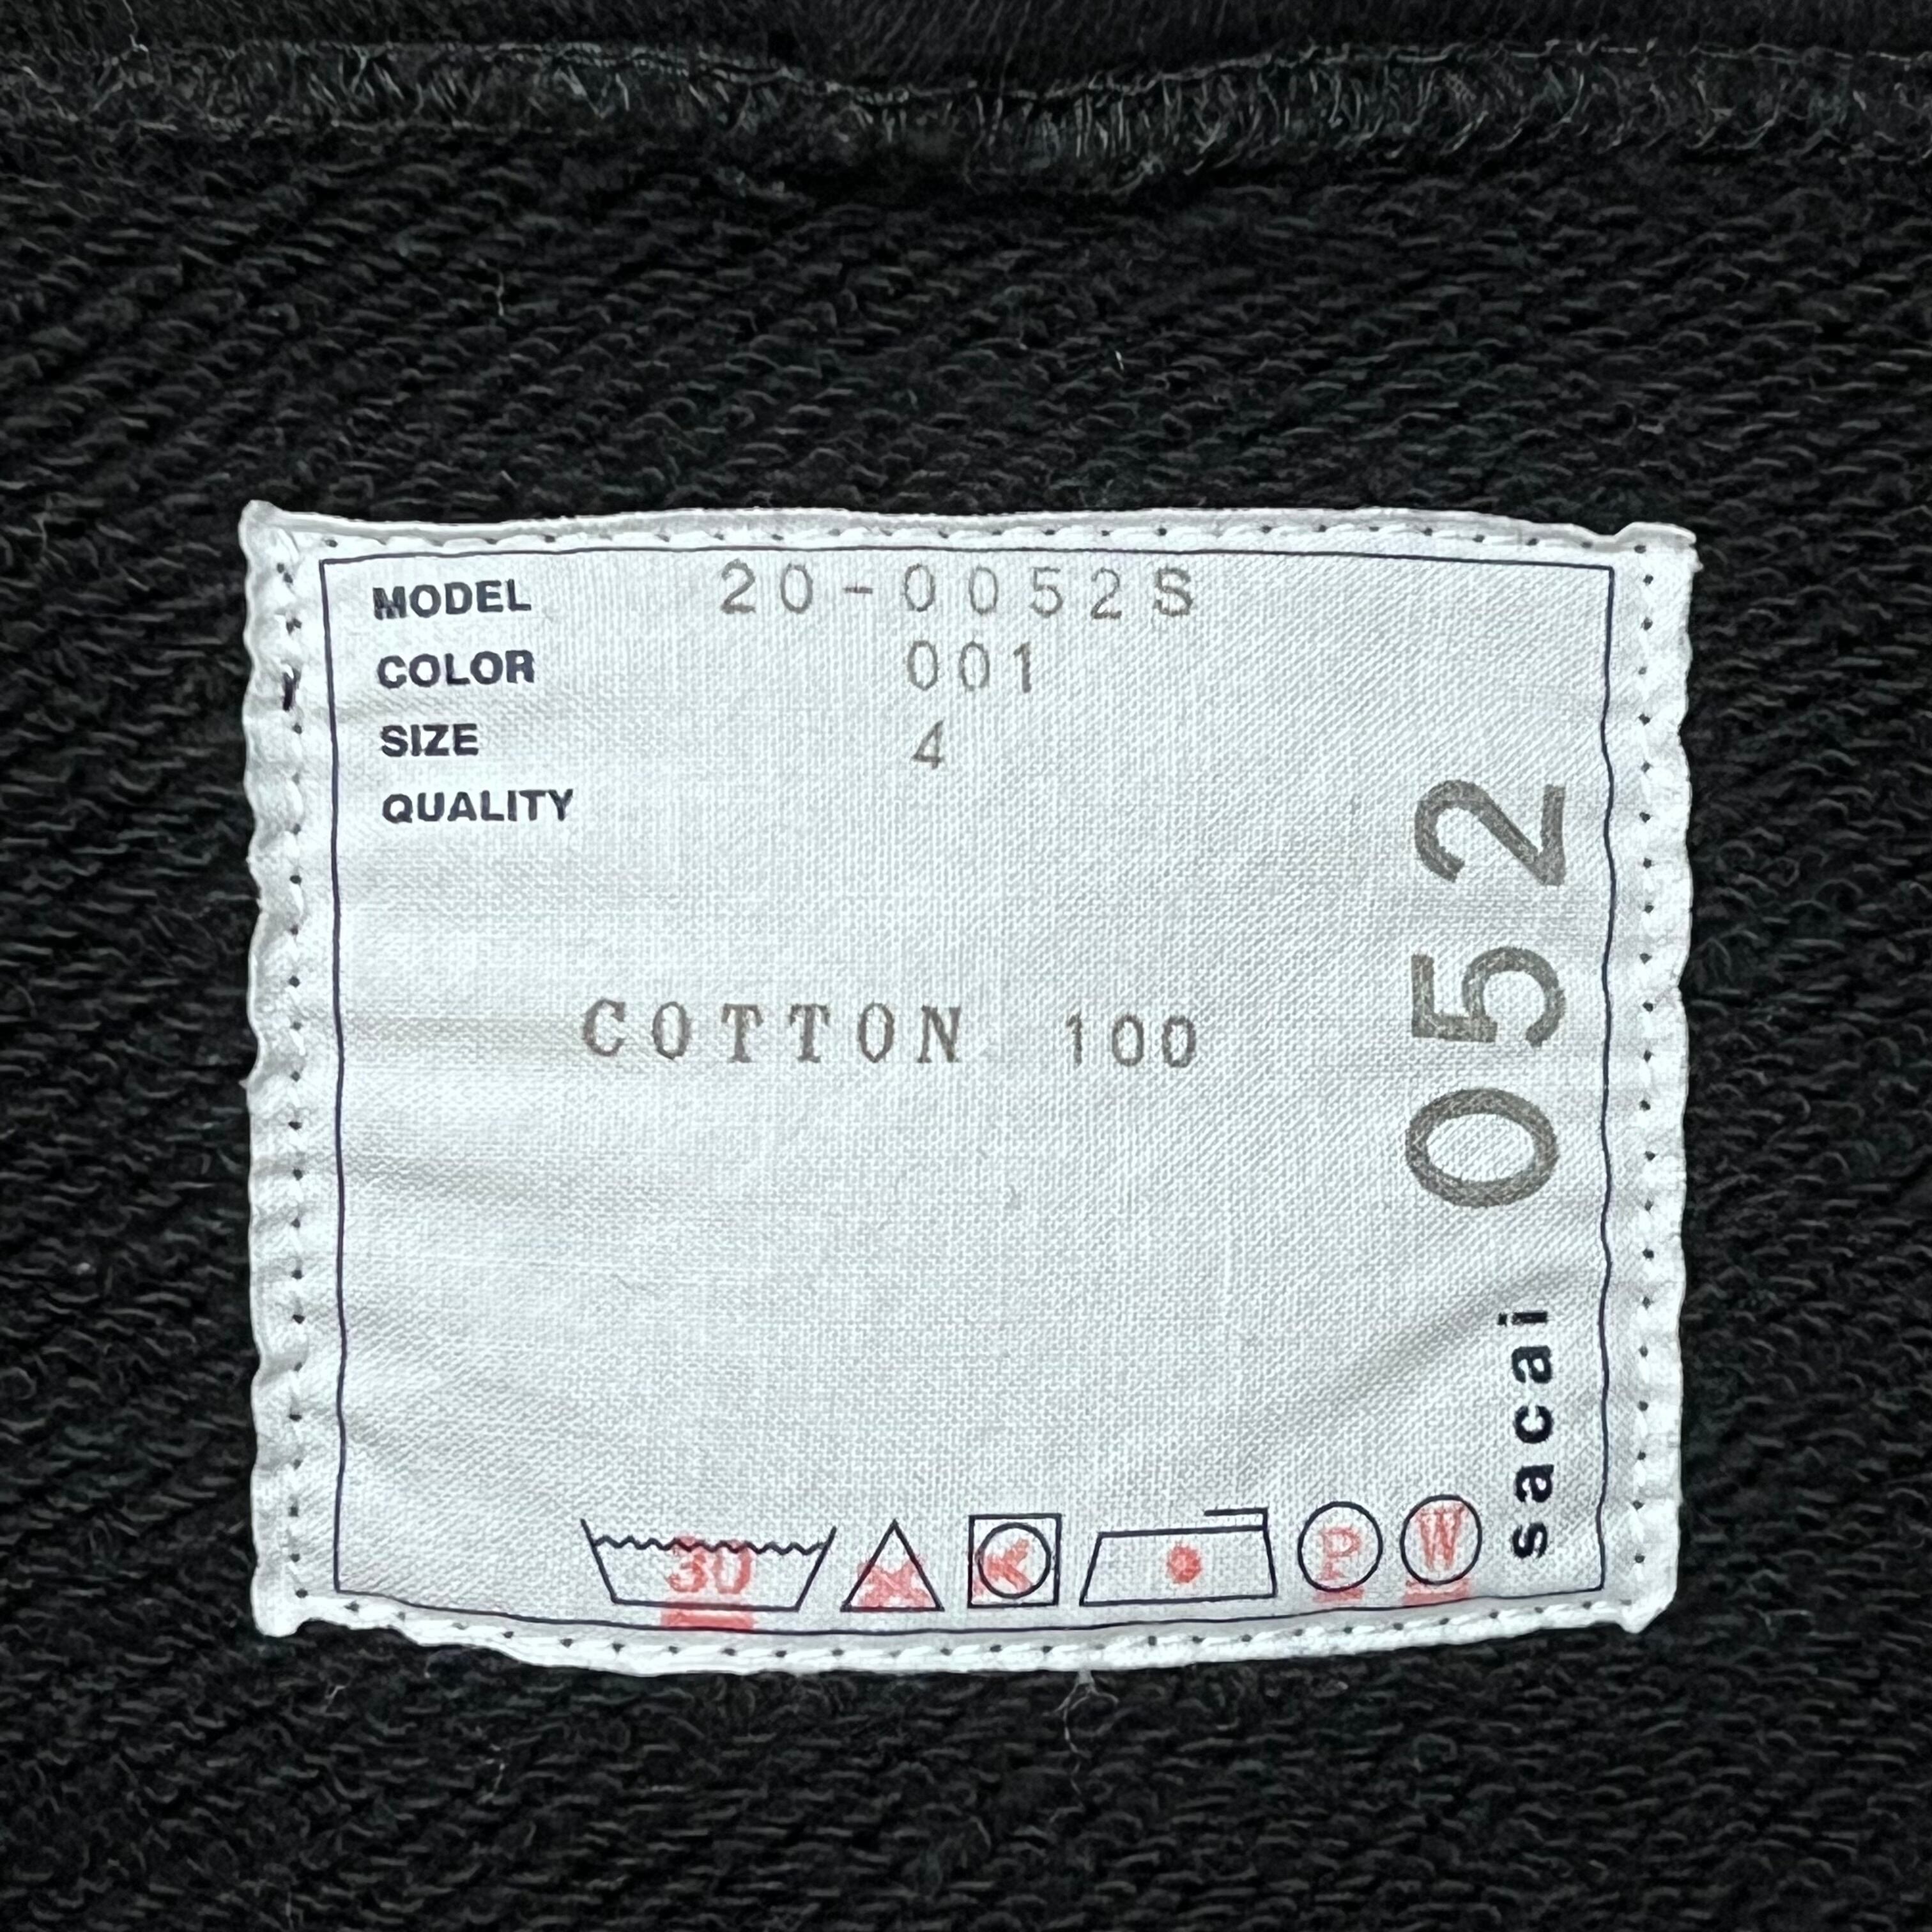 MODEL 20-0052S
COLOR 001
SIZE 4
QUALITY
COTTON 100
052
sacai
30
P
W